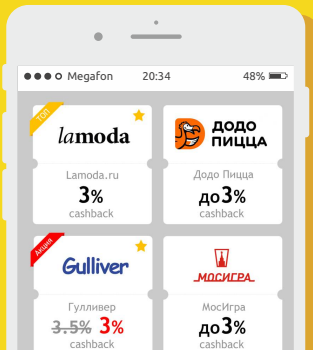 Megafon 20:34 48%
ТОП
lamoda
Lamoda.ru
3%
cashback
ДОДО
ПИЦЦА
Додо Пицца
до3%
cashback
Акция
Gulliver
Гулливер
3.5% 3%
cashback
МОСИГРА
МосИгра
до3%
cashback